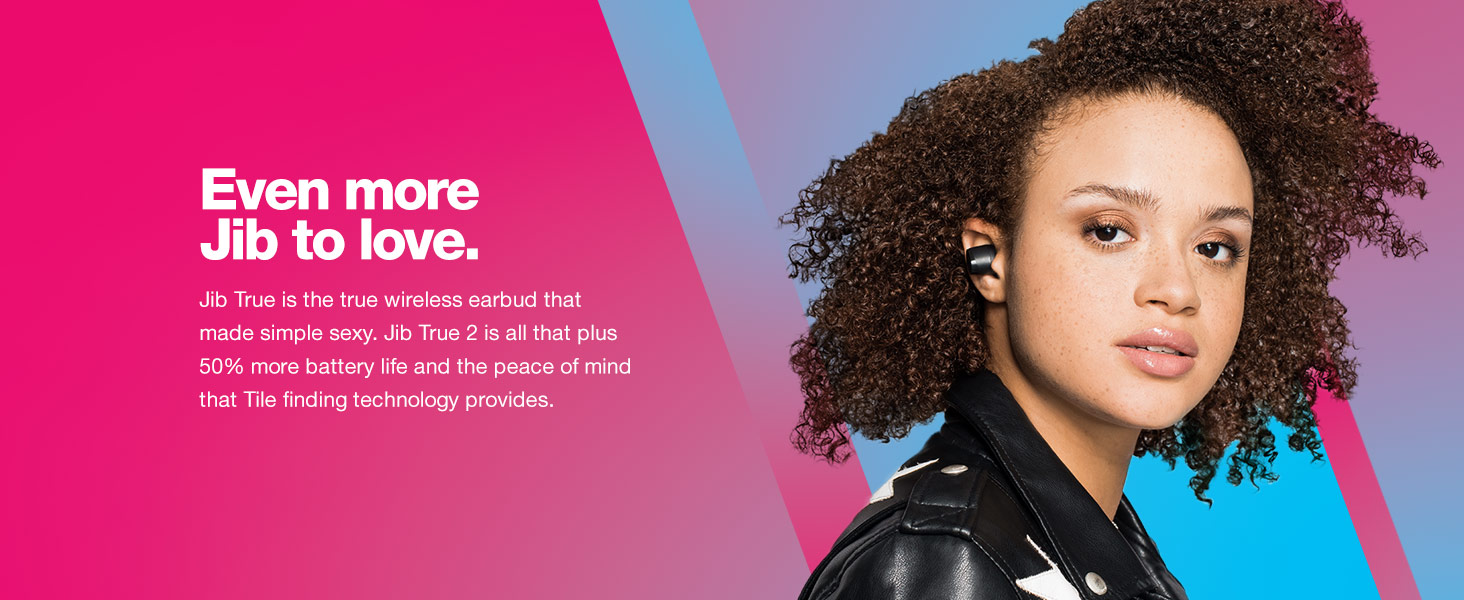 Even more
Jib to love.
Jib True is the true wireless earbud that
made simple sexy. Jib True 2 is all that plus
50% more battery life and the peace of mind
that Tile finding technology provides.